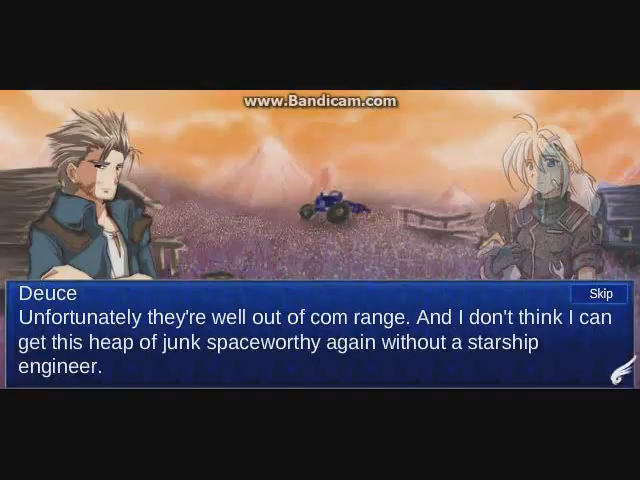 www.Bandicam.com
Deuce
Skip
Unfortunately they're well out of com range. And I don't think I can
get this heap of junk spaceworthy again without a starship
engineer.